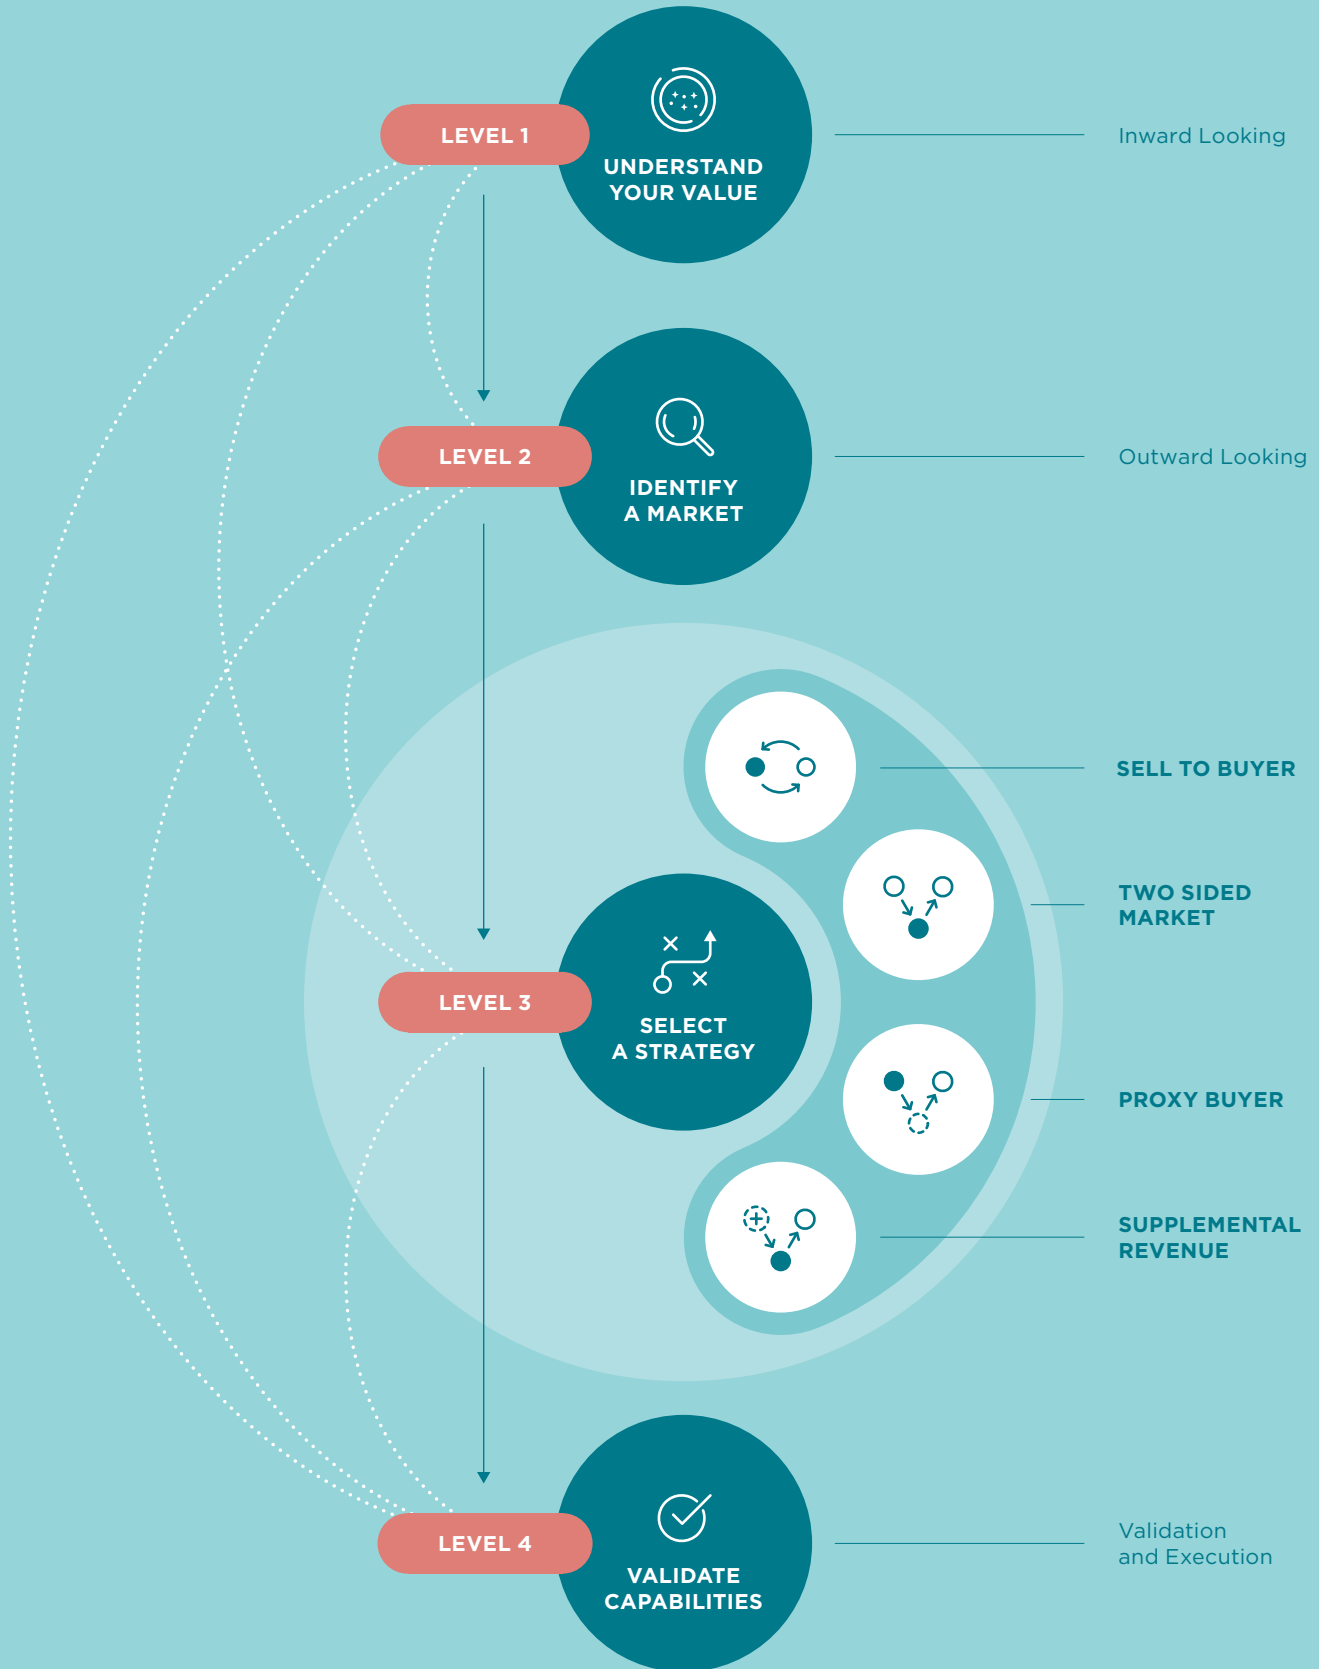 LEVEL 1
UNDERSTAND
YOUR VALUE
Inward Looking
LEVEL 2
IDENTIFY
A MARKET
Outward Looking
SELL TO BUYER
TWO SIDED
MARKET
LEVEL 3
SELECT
A STRATEGY
PROXY BUYER
SUPPLEMENTAL
REVENUE
LEVEL 4
VALIDATE
CAPABILITIES
Validation
and Execution